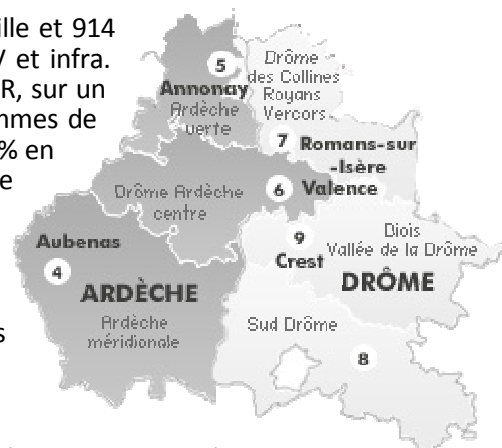 ille et 914
V et infra.
R, sur un
mmes de
% en
e
s
5
Annonay
Ardèche
verte
Drôme
des Collines
Royans
Vercors
7 Romans-sur
-Isère
6 Valence
Drôme Ardèche
centre
Aubenas
4
ARDÈCHE
Ardèche
méridionale
9
Crest
Diois
Vallée de la Drôme
DRÔME
Sud Drôme
8